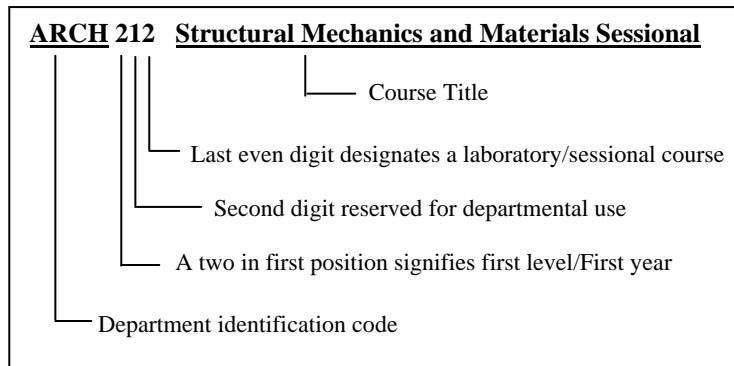 ARCH 212 Structural Mechanics and Materials Sessional
Course Title
Last even digit designates a laboratory/sessional course
Second digit reserved for departmental use
A two in first position signifies first level/First year
Department identification code